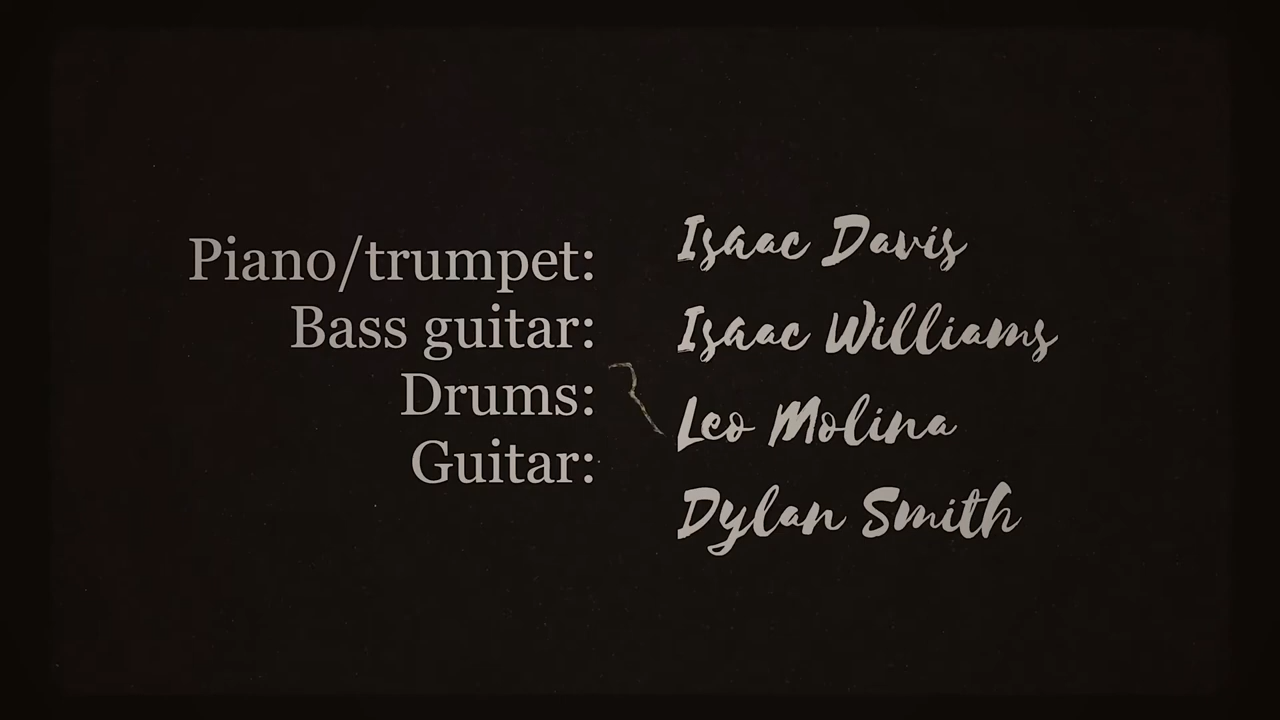 Piano/trumpet: Isaac Davis
Bass guitar: Isaac Williams
Drums: Leo Molina
Guitar: Dylan Smith